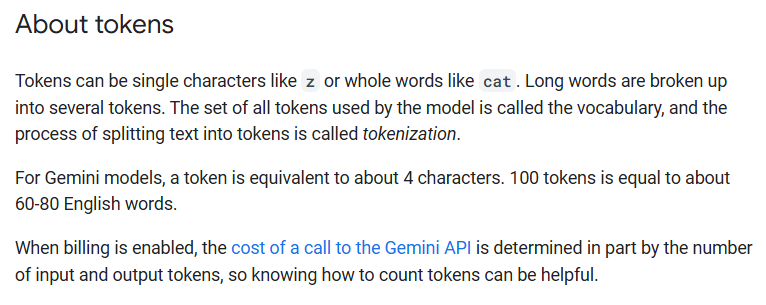 About tokens
Tokens can be single characters like z or whole words like cat. Long words are broken up
into several tokens. The set of all tokens used by the model is called the vocabulary, and the
process of splitting text into tokens is called tokenization.
For Gemini models, a token is equivalent to about 4 characters. 100 tokens is equal to about
60-80 English words.
When billing is enabled, the cost of a call to the Gemini API is determined in part by the number
of input and output tokens, so knowing how to count tokens can be helpful.